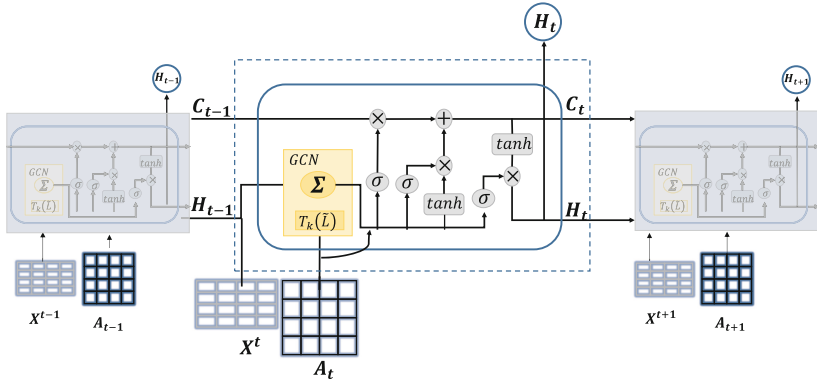 H_t
H_{t-1}
H_{t+1}
C_{t-1}
C_t
× +
× +
× +
GCN
tanh
tanh
tanh
GCN
×
GCN
×
×
×
×
×
×
Σ
σ
σ
Σ
σ
σ
Σ
σ
σ
σ
σ
σ
H_{t-1}
T_k(L̃)
tanh
T_k(L̃)
tanh
H_t
T_k(L̃)
tanh
X^{t-1}
A_{t-1}
X^t
A_t
X^{t+1}
A_{t+1}